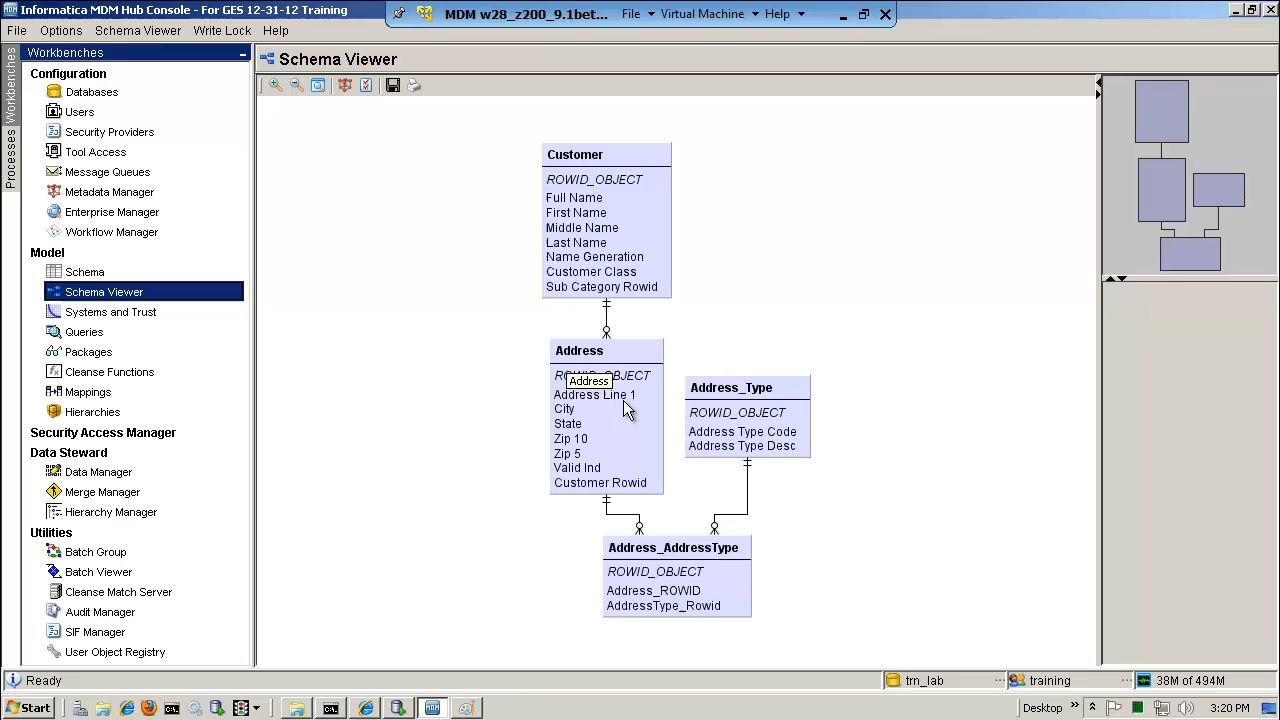 Informatica MDM Hub Console - For GES 12-31-12 Training
MDM w28_z200_9.1bet... File Virtual Machine Help
File Options Schema Viewer Write Lock Help
Workbenches
Processes
Workbenches
Configuration
Databases
Users
Security Providers
Tool Access
Message Queues
Metadata Manager
Enterprise Manager
Workflow Manager
Model
Schema
Schema Viewer
Systems and Trust
Queries
Packages
Cleanse Functions
Mappings
Hierarchies
Security Access Manager
Data Steward
Data Manager
Merge Manager
Hierarchy Manager
Utilities
Batch Group
Batch Viewer
Cleanse Match Server
Audit Manager
SIF Manager
User Object Registry
Schema Viewer
Customer
ROWID_OBJECT
Full Name
First Name
Middle Name
Last Name
Name Generation
Customer Class
Sub Category Rowid
Address
Address
Address Line 1
City
State
Zip 10
Zip 5
Valid Ind
Customer Rowid
Address_Type
ROWID_OBJECT
Address Type Code
Address Type Desc
Address_AddressType
ROWID_OBJECT
Address_ROWID
AddressType_Rowid
Ready
trn_lab
training
38M of 494M
Start
Desktop
3:20 PM